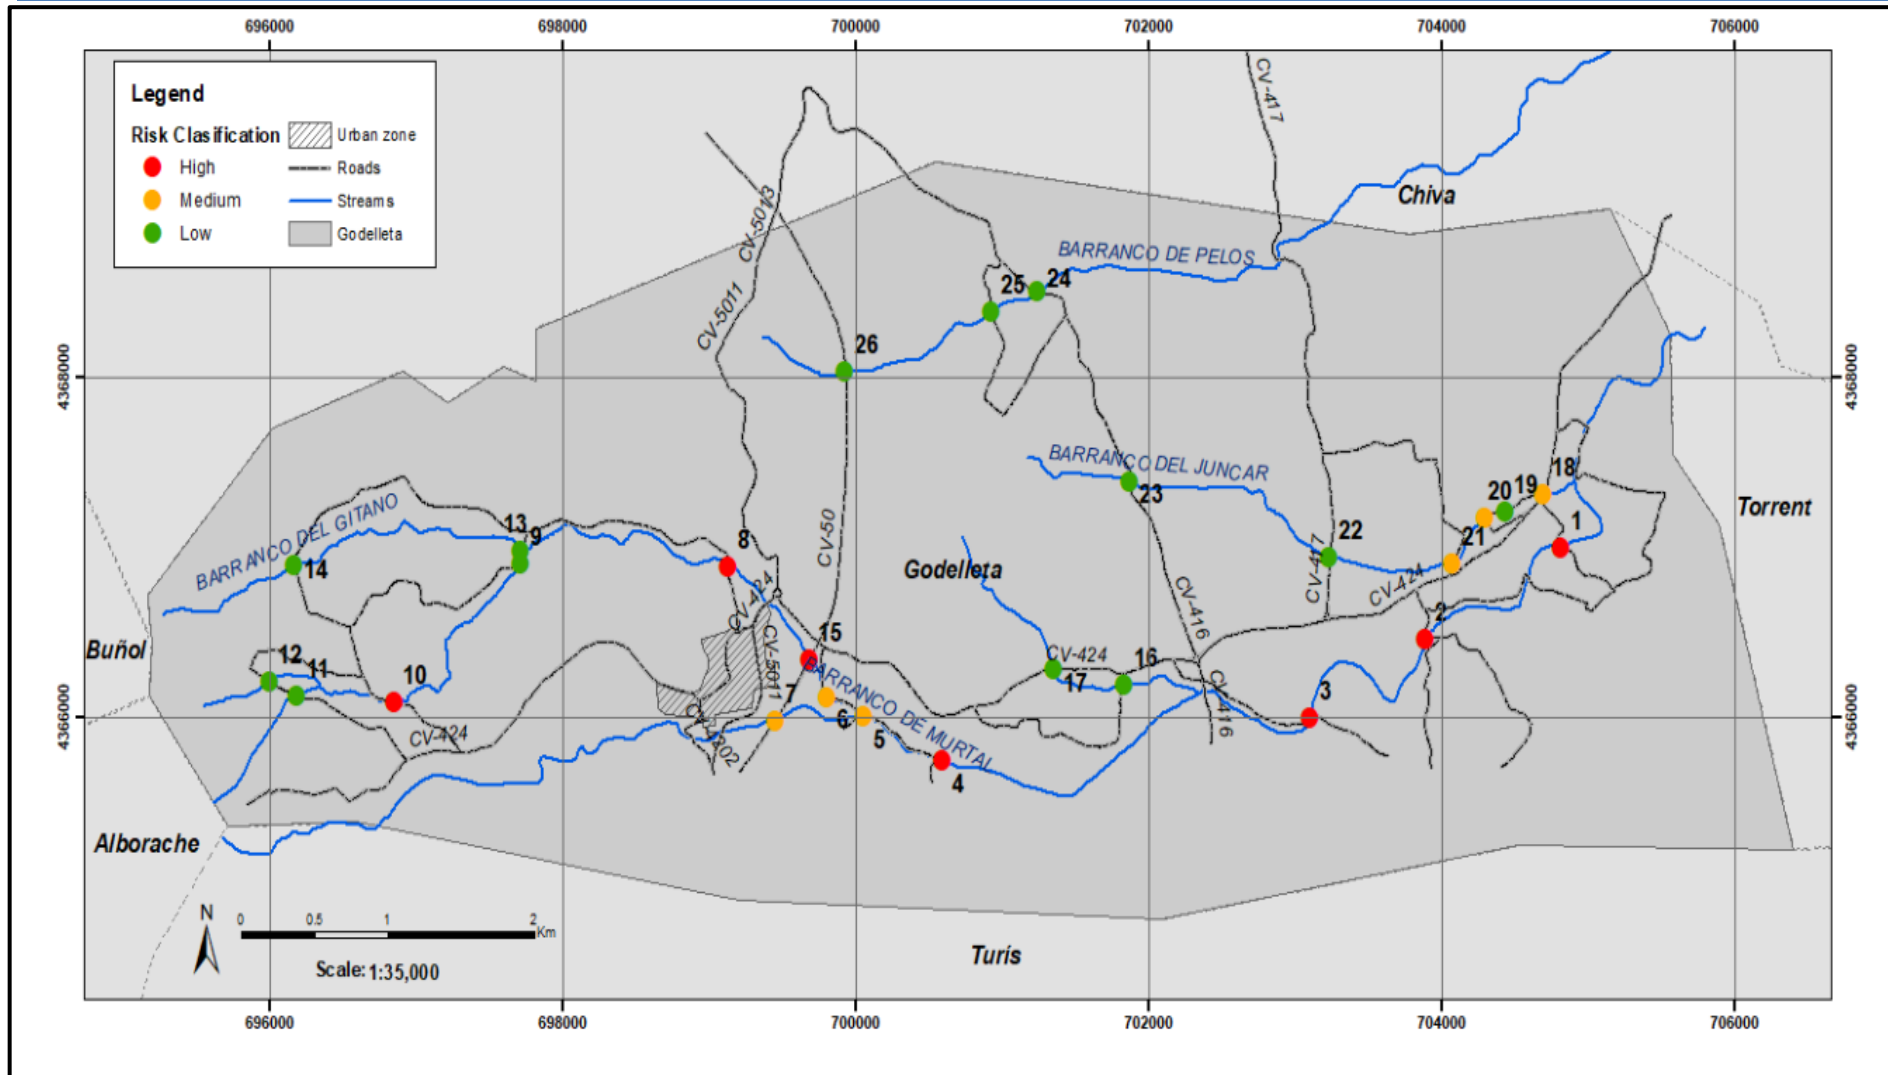 696000 698000 700000 702000 704000 706000
Legend
Risk Clasification
High
Medium
Low
Urban zone
Roads
Streams
Godelleta
CV-417
Chiva
CV-5013
BARRANCO DE PELOS
25 24
CV-5011
26
4368000
4368000
BARRANCO DEL JUNCAR
18
20 19
23
BARRANCO DEL GITANO
13
9
CV-50
Torrent
1
22
21
8
14
Godelleta
CV-417
CV-424
CV-424
CV-416
2
Buñol
15
12
11
10
CV-5011
CV-424
16
17
7
3
CV-416
BARRANCO DE MURTAL
6
5
4366000
4366000
CV-424
4
Alborache
N
0 0.5 1 2
Km
Scale: 1:35,000
Turís
696000 698000 700000 702000 704000 706000